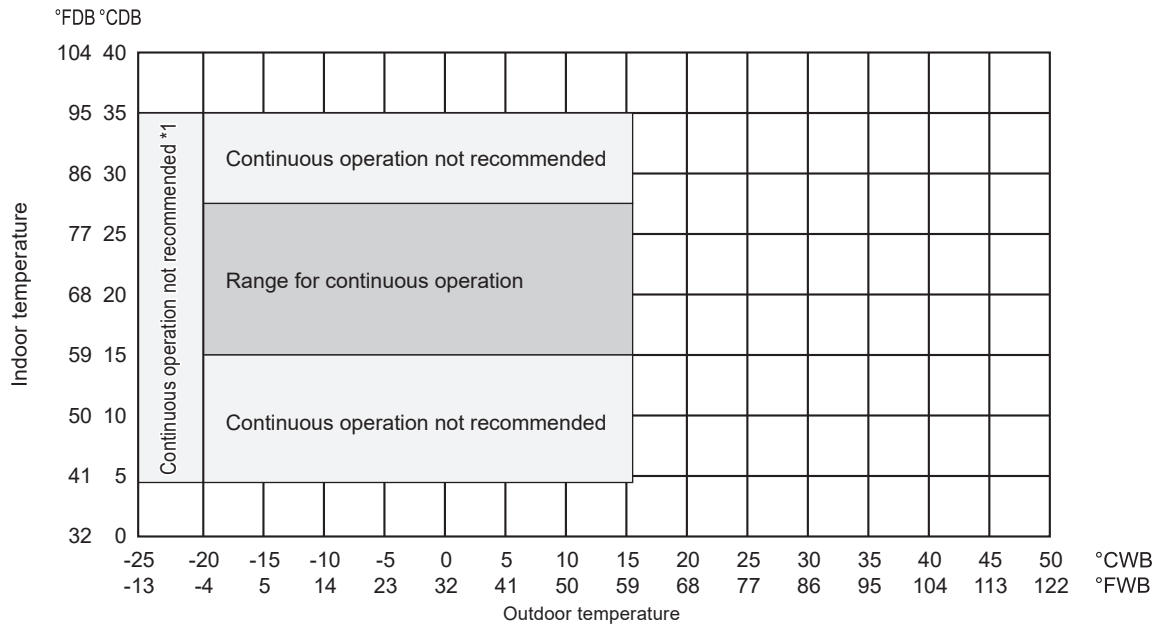 °FDB °CDB
104 40
95 35
86 30
77 25
68 20
59 15
50 10
41 5
32 0
Indoor temperature
Continuous operation not recommended *1
Continuous operation not recommended
Range for continuous operation
Continuous operation not recommended
-25 -20 -15 -10 -5 0 5 10 15 20 25 30 35 40 45 50 °CWB
-13 -4 5 14 23 32 41 50 59 68 77 86 95 104 113 122 °FWB
Outdoor temperature